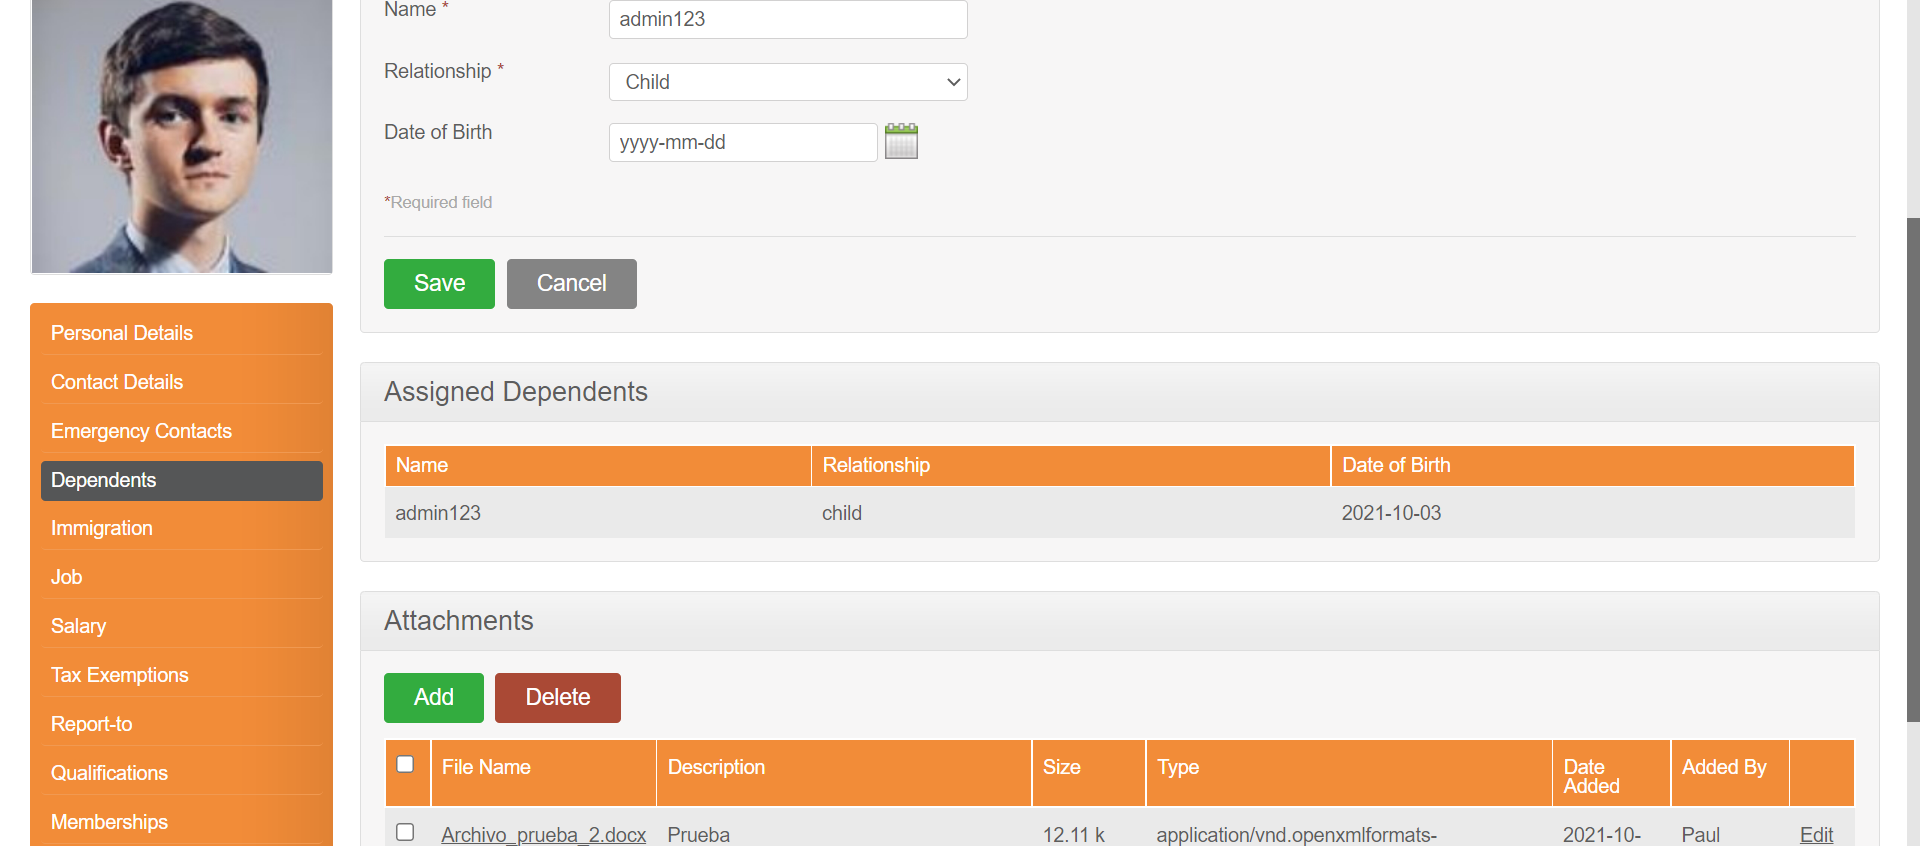 Name *
admin123
Relationship *
Child
Date of Birth
yyyy-mm-dd
*Required field
Save
Cancel
Personal Details
Contact Details
Emergency Contacts
Dependents
Immigration
Job
Salary
Tax Exemptions
Report-to
Qualifications
Memberships
Assigned Dependents
Name Relationship Date of Birth
admin123 child 2021-10-03
Attachments
Add
Delete
File Name Description Size Type Date Added Added By
Archivo_prueba_2.docx Prueba 12.11 k application/vnd.openxmlformats- 2021-10- Paul Edit